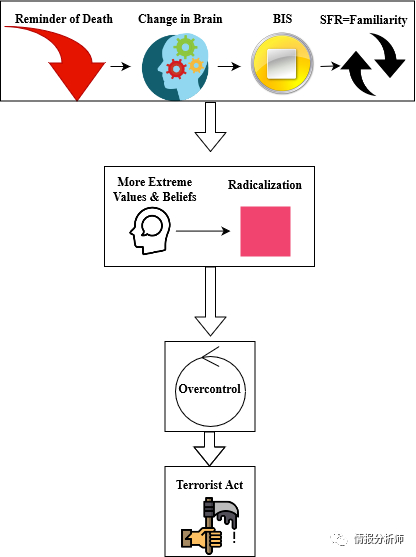 Reminder of Death
Change in Brain
BIS
SFR=Familiarity
More Extreme
Values & Beliefs
Radicalization
Overcontrol
Terrorist Act
情报分析师